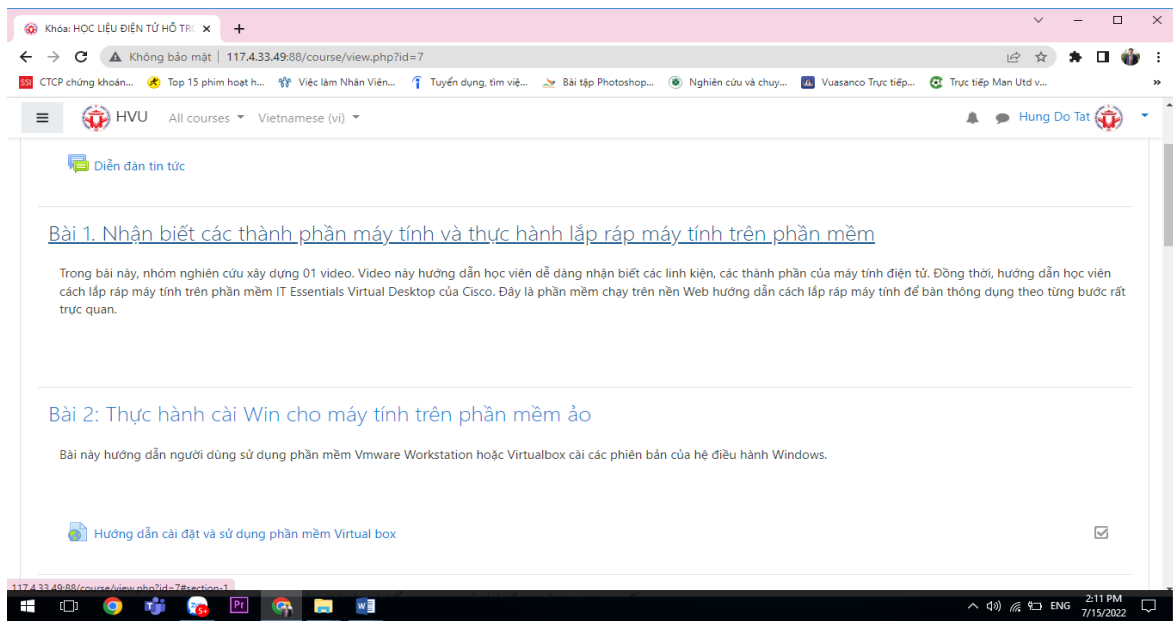 Khóa: HỌC LIỆU ĐIỆN TỬ HỖ TRỢ
Không bảo mật | 117.4.33.49:88/course/view.php?id=7
SSI CTCP chứng khoán... Top 15 phim hoạt h... Việc làm Nhân Viên... Tuyển dụng, tìm việ... Bài tập Photoshop... Nghiên cứu và chuy... Vuasanco Trực tiếp... Trực tiếp Man Utd v... »
HVU All courses Vietnamese (vi) Hung Do Tat
Diễn đàn tin tức
Bài 1. Nhận biết các thành phần máy tính và thực hành lắp ráp máy tính trên phần mềm
Trong bài này, nhóm nghiên cứu xây dựng 01 video. Video này hướng dẫn học viên dễ dàng nhận biết các linh kiện, các thành phần của máy tính điện tử. Đồng thời, hướng dẫn học viên
cách lắp ráp máy tính trên phần mềm IT Essentials Virtual Desktop của Cisco. Đây là phần mềm chạy trên nền Web hướng dẫn cách lắp ráp máy tính để bàn thông dụng theo từng bước rất
trực quan.
Bài 2: Thực hành cài Win cho máy tính trên phần mềm ảo
Bài này hướng dẫn người dùng sử dụng phần mềm Vmware Workstation hoặc Virtualbox cài các phiên bản của hệ điều hành Windows.
Hướng dẫn cài đặt và sử dụng phần mềm Virtual box
117.4.33.49:88/course/view.php?id=7#section-1
Pr
ENG 2:11 PM
7/15/2022